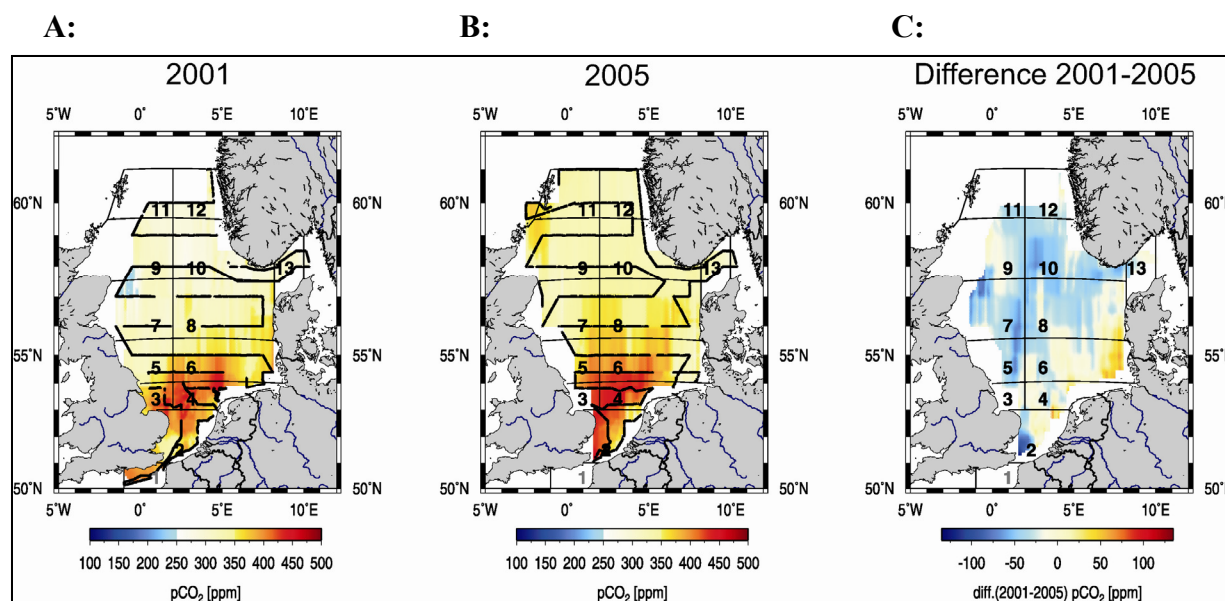 A: B: C:
2001 2005 Difference 2001-2005
5°W 0° 5°E 10°E 5°W 0° 5°E 10°E 5°W 0° 5°E 10°E
60°N 60°N 60°N 60°N
11 12 11 12 11 12
9 10 13 9 10 13 9 10 13
7 8 7 8 7 8
55°N 55°N 55°N 55°N
5 6 5 6 5 6
3 4 3 4 3 4
2 2 2
1 1 1
50°N 50°N 50°N 50°N
5°W 0° 5°E 10°E 5°W 0° 5°E 10°E 5°W 0° 5°E 10°E
100 150 200 250 300 350 400 450 500 100 150 200 250 300 350 400 450 500 -100 -50 0 50 100
pCO2 [ppm] pCO2 [ppm] diff.(2001-2005) pCO2 [ppm]